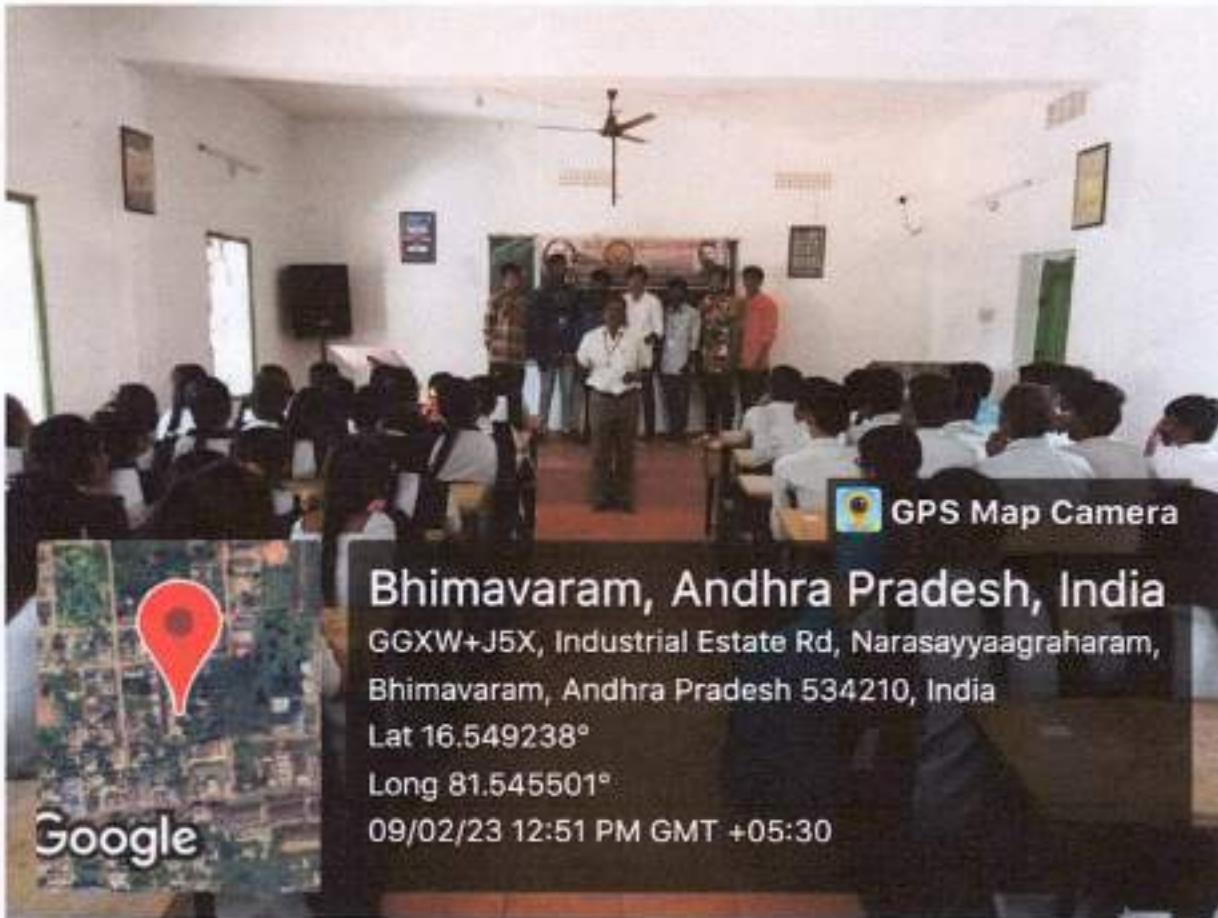 GPS Map Camera
Bhimavaram, Andhra Pradesh, India
GGXW+J5X, Industrial Estate Rd, Narasayyaagraharam,
Bhimavaram, Andhra Pradesh 534210, India
Lat 16.549238°
Long 81.545501°
09/02/23 12:51 PM GMT +05:30
Google